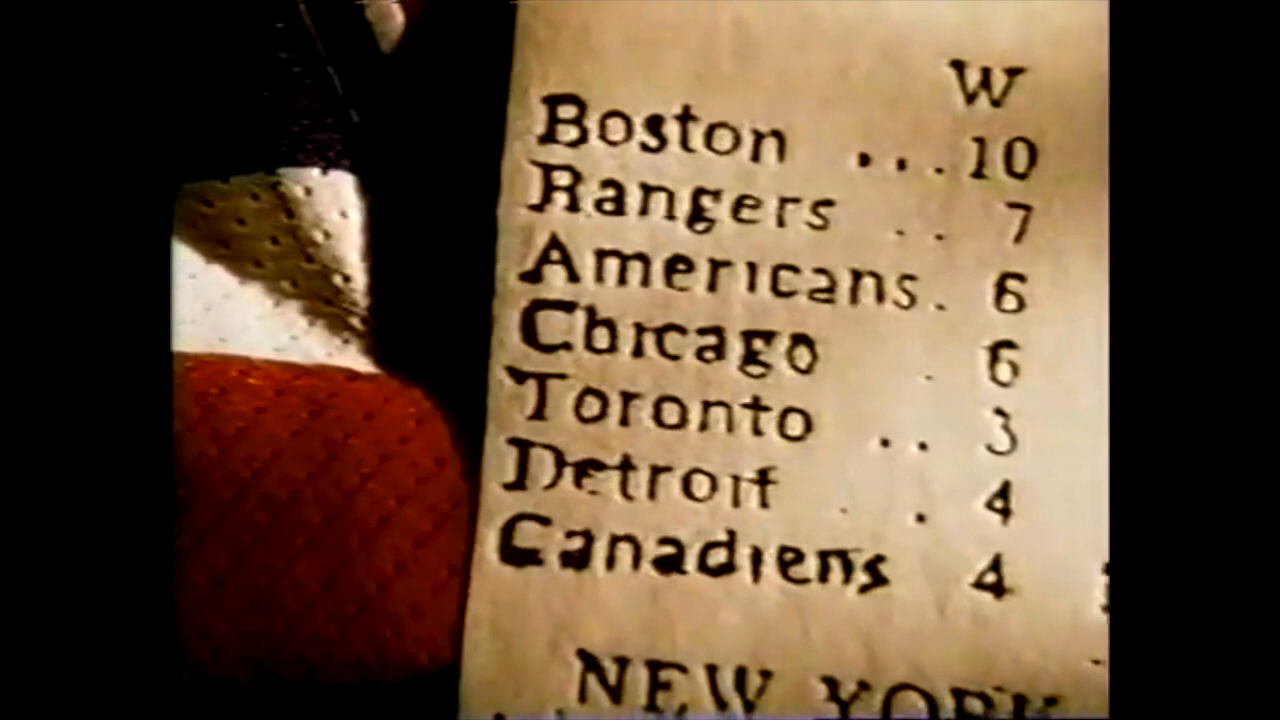 W
Boston ...10
Rangers .. 7
Americans. 6
Chicago . 6
Toronto .. 3
Detroit . . 4
Canadiens 4
NEW YORK